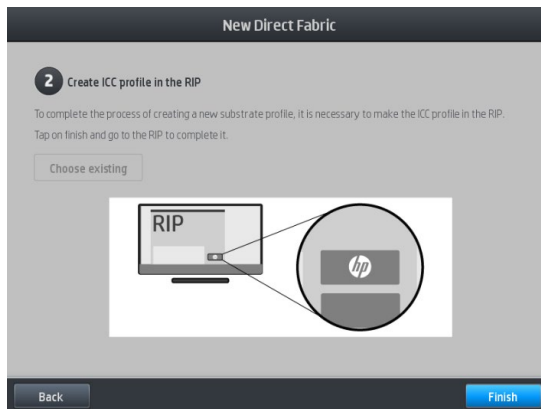 New Direct Fabric
2 Create ICC profile in the RIP
To complete the process of creating a new substrate profile, it is necessary to make the ICC profile in the RIP.
Tap on finish and go to the RIP to complete it.
Choose existing
RIP
hp
Back
Finish